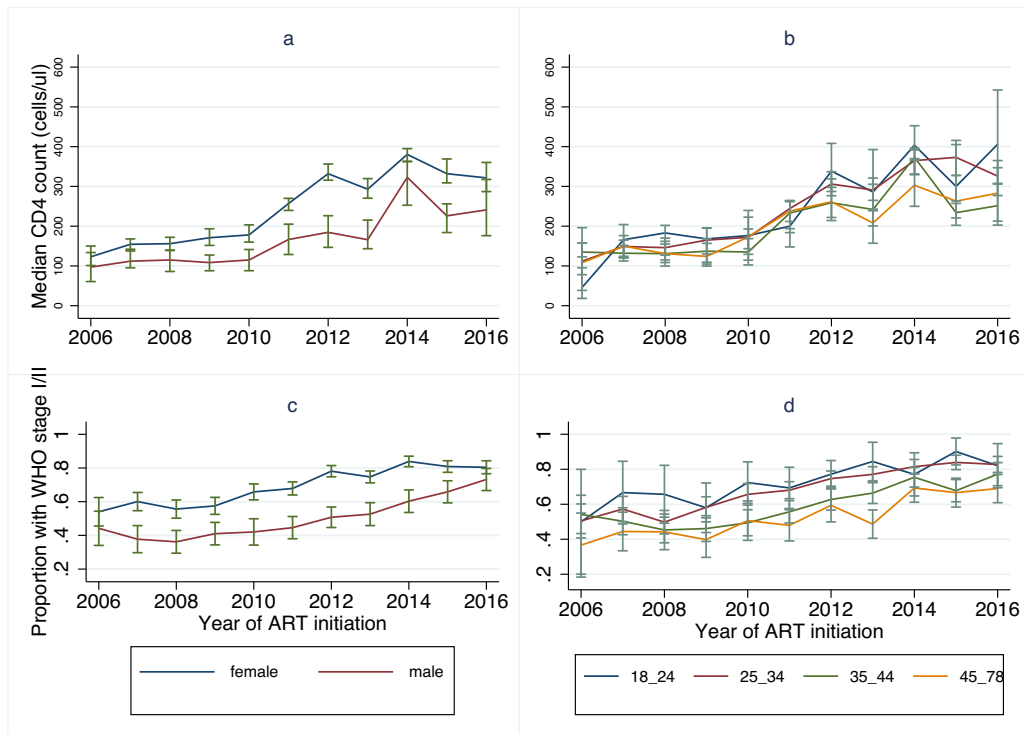 a
Median CD4 count (cells/ul)
600
500
400
300
200
100
0
2006 2008 2010 2012 2014 2016
b
600
500
400
300
200
100
0
2006 2008 2010 2012 2014 2016
c
Proportion with WHO stage I/II
1
.8
.6
.4
.2
2006 2008 2010 2012 2014 2016
Year of ART initiation
female male
d
1
.8
.6
.4
.2
2006 2008 2010 2012 2014 2016
Year of ART initiation
18_24 25_34 35_44 45_78